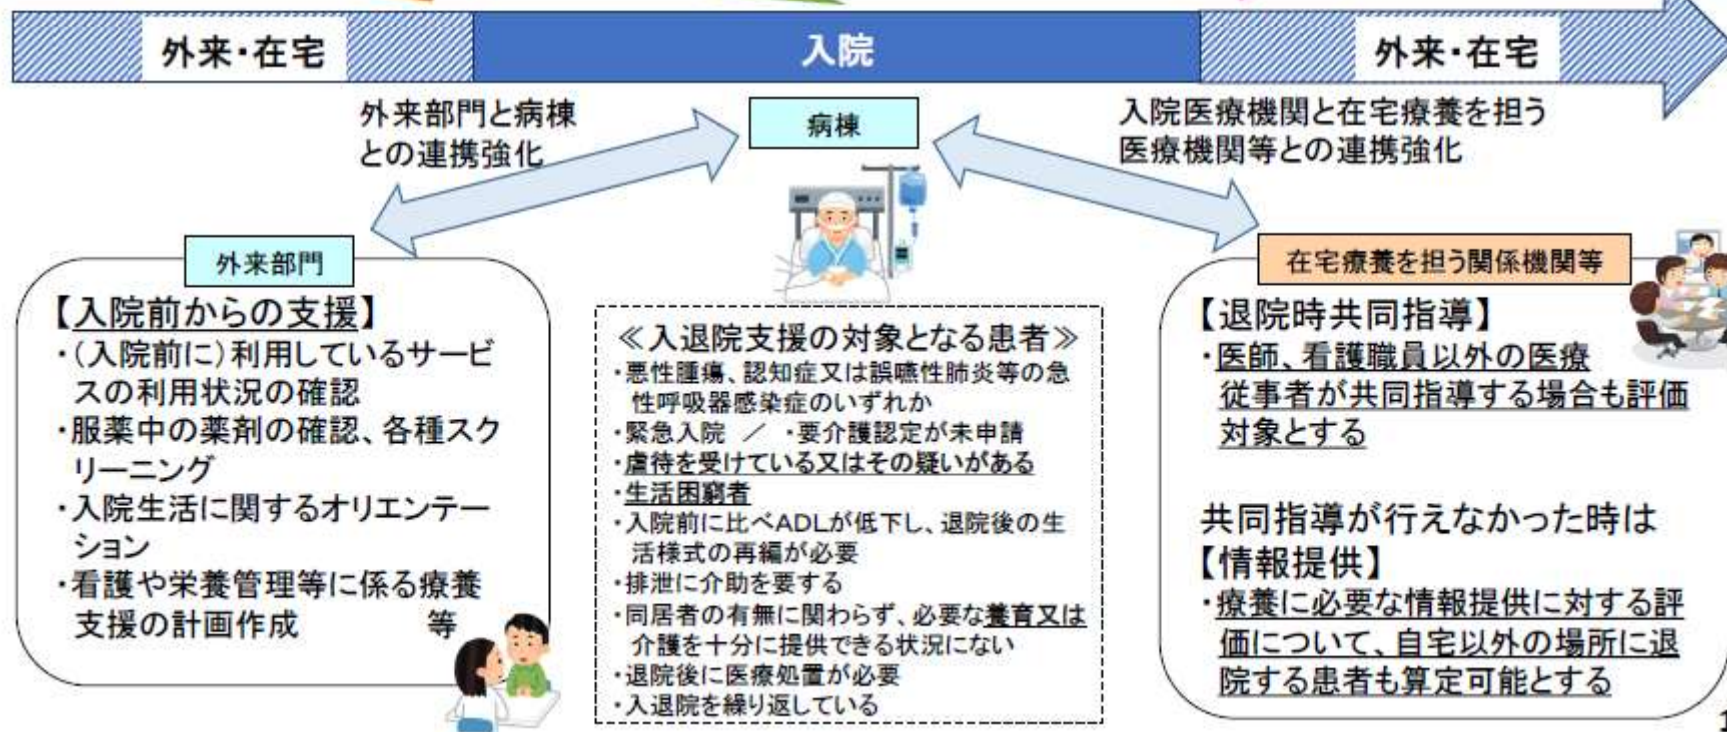 外来・在宅
入院
外来・在宅
外来部門と病棟
との連携強化
病棟
入院医療機関と在宅療養を担う
医療機関等との連携強化
外来部門
【入院前からの支援】
・(入院前に)利用しているサービ
スの利用状況の確認
・服薬中の薬剤の確認、各種スク
リーニング
・入院生活に関するオリエンテー
ション
・看護や栄養管理等に係る療養
支援の計画作成　　　　等
≪入退院支援の対象となる患者≫
・悪性腫瘍、認知症又は誤嚥性肺炎等の急
性呼吸器感染症のいずれか
・緊急入院　／　・要介護認定が未申請
・虐待を受けている又はその疑いがある
・生活困窮者
・入院前に比べADLが低下し、退院後の生
活様式の再編が必要
・排泄に介助を要する
・同居者の有無に関わらず、必要な養育又は
介護を十分に提供できる状況にない
・退院後に医療処置が必要
・入退院を繰り返している
在宅療養を担う関係機関等
【退院時共同指導】
・医師、看護職員以外の医療
従事者が共同指導する場合も評価
対象とする
共同指導が行えなかった時は
【情報提供】
・療養に必要な情報提供に対する評
価について、自宅以外の場所に退
院する患者も算定可能とする